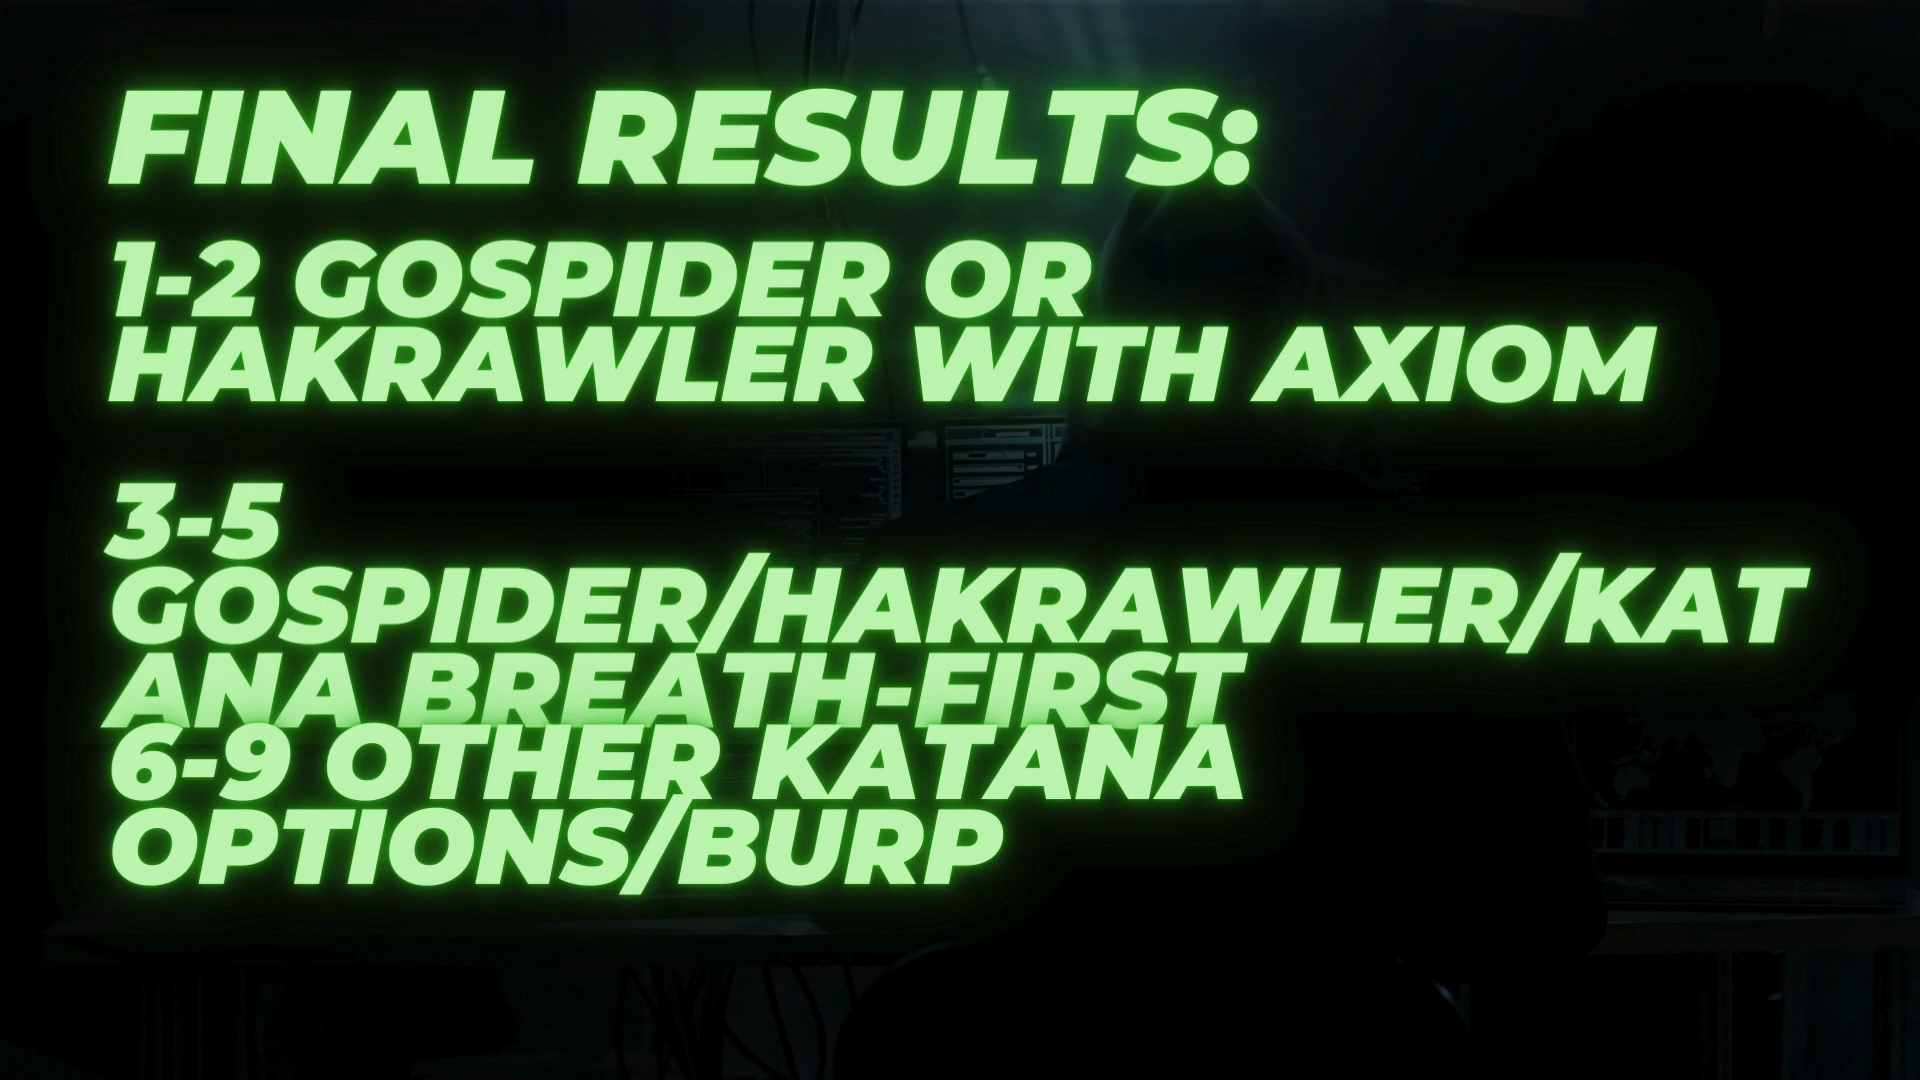 FINAL RESULTS:
1-2 GOSPIDER OR
HAKRAWLER WITH AXIOM
3-5
GOSPIDER/HAKRAWLER/KAT
ANA BREATH-FIRST
6-9 OTHER KATANA
OPTIONS/BURP